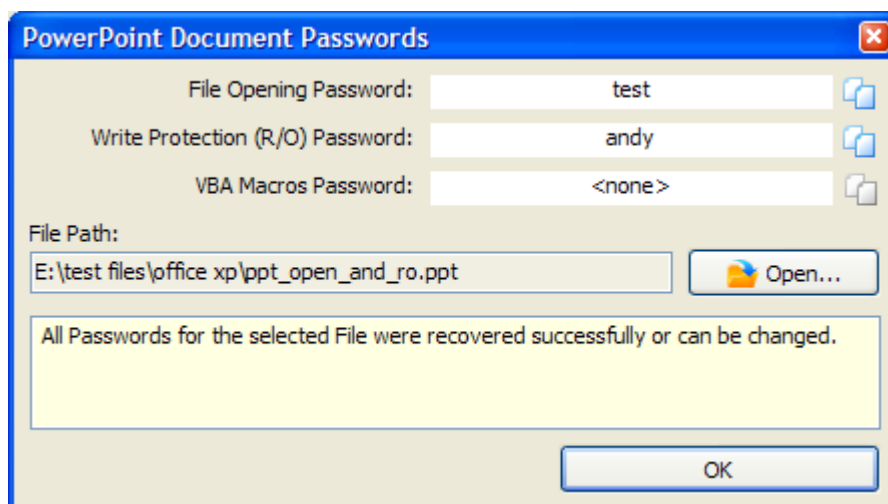 PowerPoint Document Passwords
File Opening Password: test
Write Protection (R/O) Password: andy
VBA Macros Password: <none>
File Path:
E:\test files\office xp\ppt_open_and_ro.ppt Open...
All Passwords for the selected File were recovered successfully or can be changed.
OK